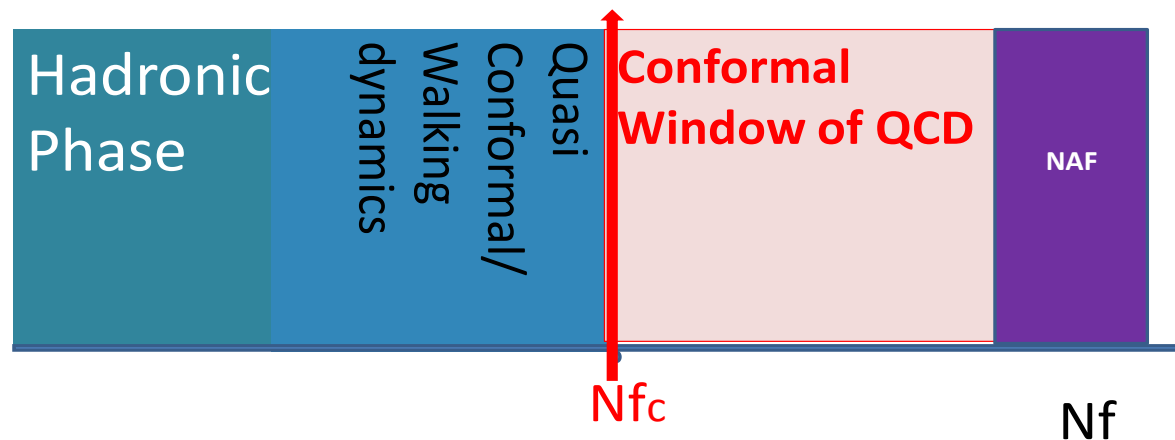 Hadronic
Phase
Quasi
Conformal/
Walking
dynamics
Conformal
Window of QCD
NAF
Nfc
Nf